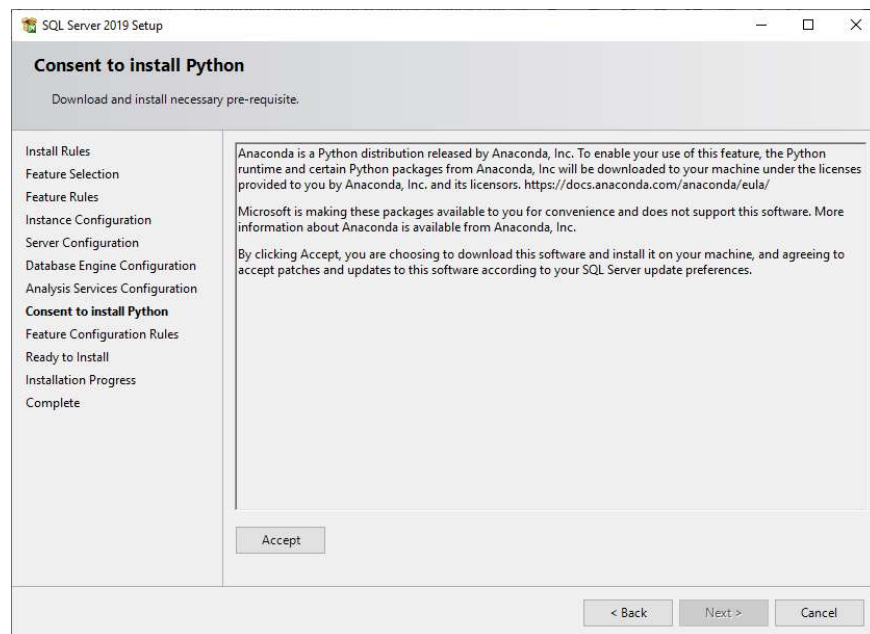 SQL Server 2019 Setup
Consent to install Python
Download and install necessary pre-requisite.
Install Rules
Feature Selection
Feature Rules
Instance Configuration
Server Configuration
Database Engine Configuration
Analysis Services Configuration
Consent to install Python
Feature Configuration Rules
Ready to Install
Installation Progress
Complete
Anaconda is a Python distribution released by Anaconda, Inc. To enable your use of this feature, the Python
runtime and certain Python packages from Anaconda, Inc will be downloaded to your machine under the licenses
provided to you by Anaconda, Inc. and its licensors. https://docs.anaconda.com/anaconda/eula/
Microsoft is making these packages available to you for convenience and does not support this software. More
information about Anaconda is available from Anaconda, Inc.
By clicking Accept, you are choosing to download this software and install it on your machine, and agreeing to
accept patches and updates to this software according to your SQL Server update preferences.
Accept
< Back
Next >
Cancel